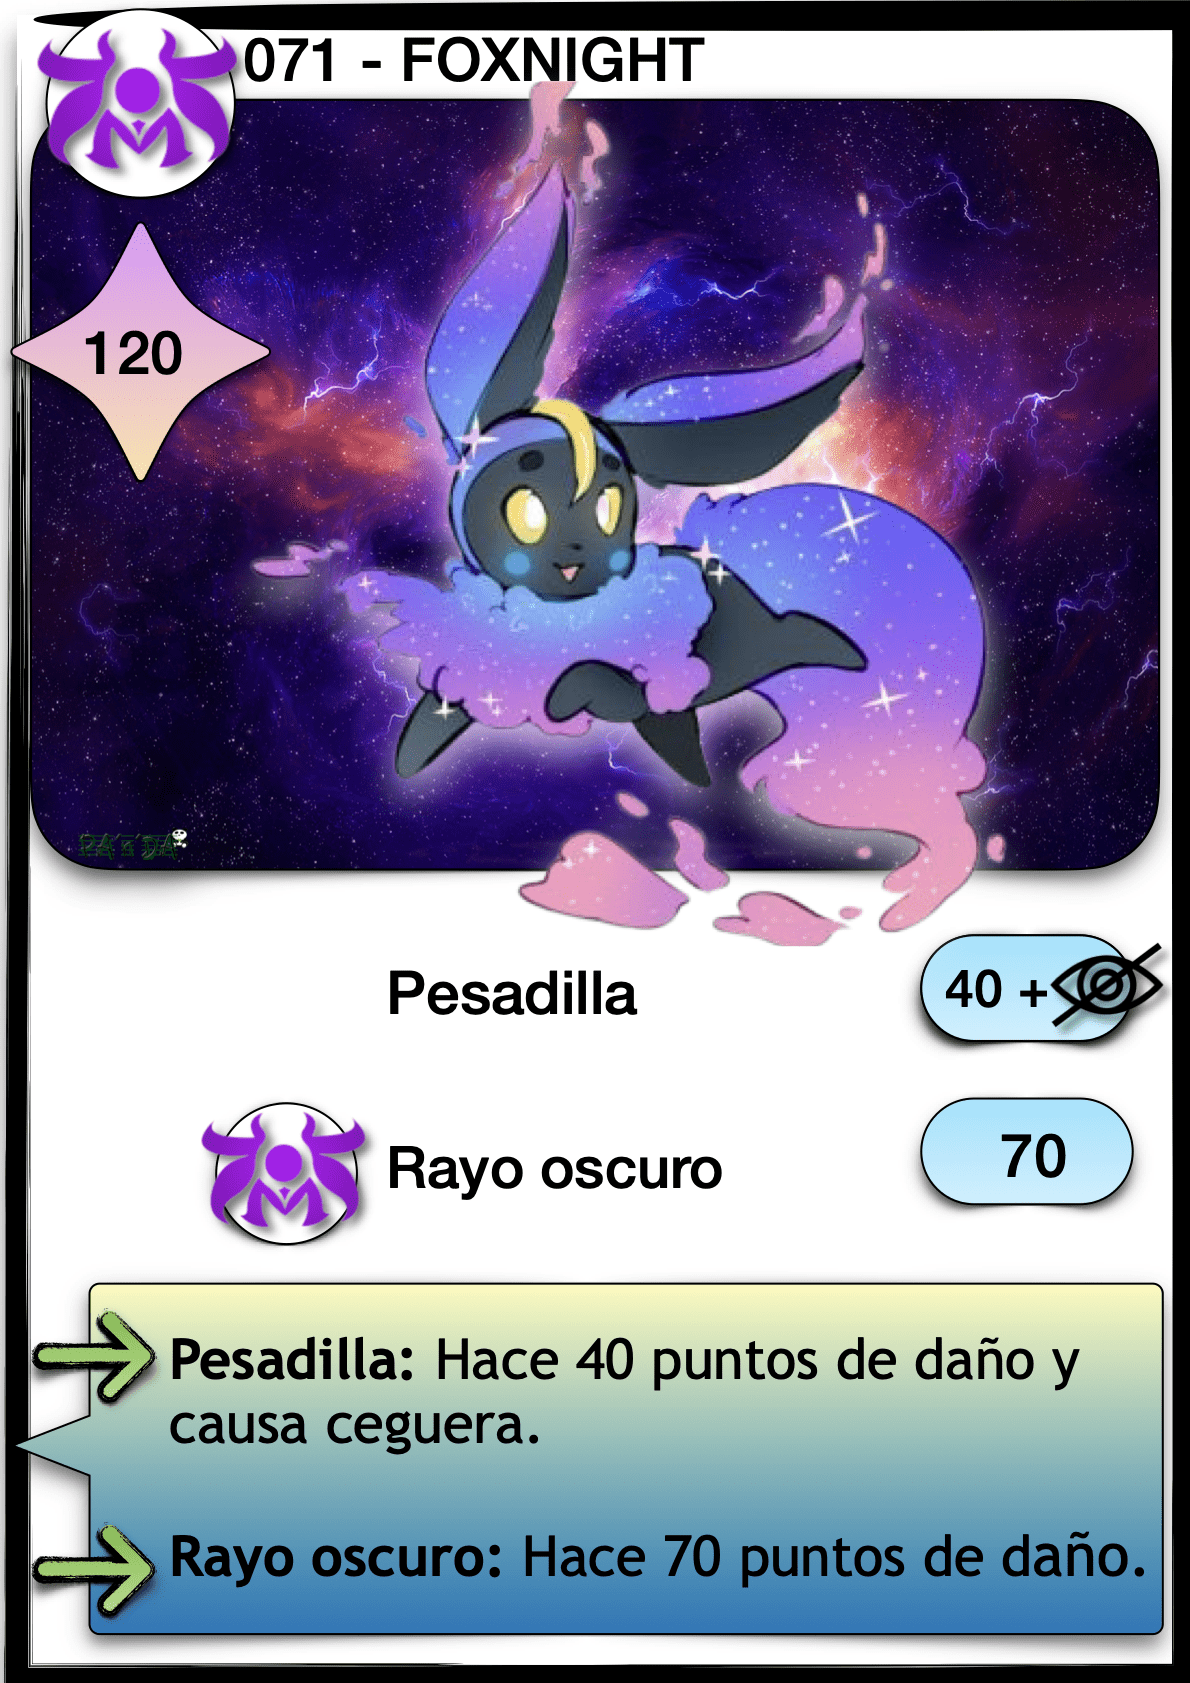 071 - FOXNIGHT
120
Pesadilla
40 +
Rayo oscuro
70
Pesadilla: Hace 40 puntos de daño y
causa ceguera.
Rayo oscuro: Hace 70 puntos de daño.